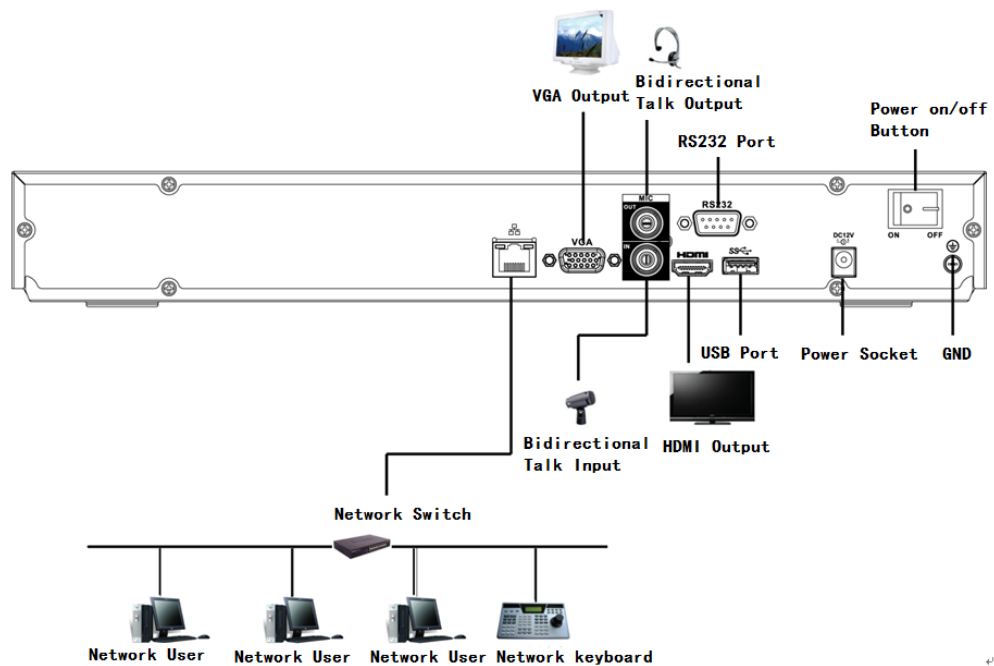 VGA Output
Bidirectional
Talk Output
RS232 Port
Power on/off
Button
MIC
OUT
RS232
VGA
IN
HDMI
SS
DC12V
ON OFF
USB Port
Power Socket
GND
Bidirectional
Talk Input
HDMI Output
Network Switch
Network User
Network User
Network User
Network keyboard